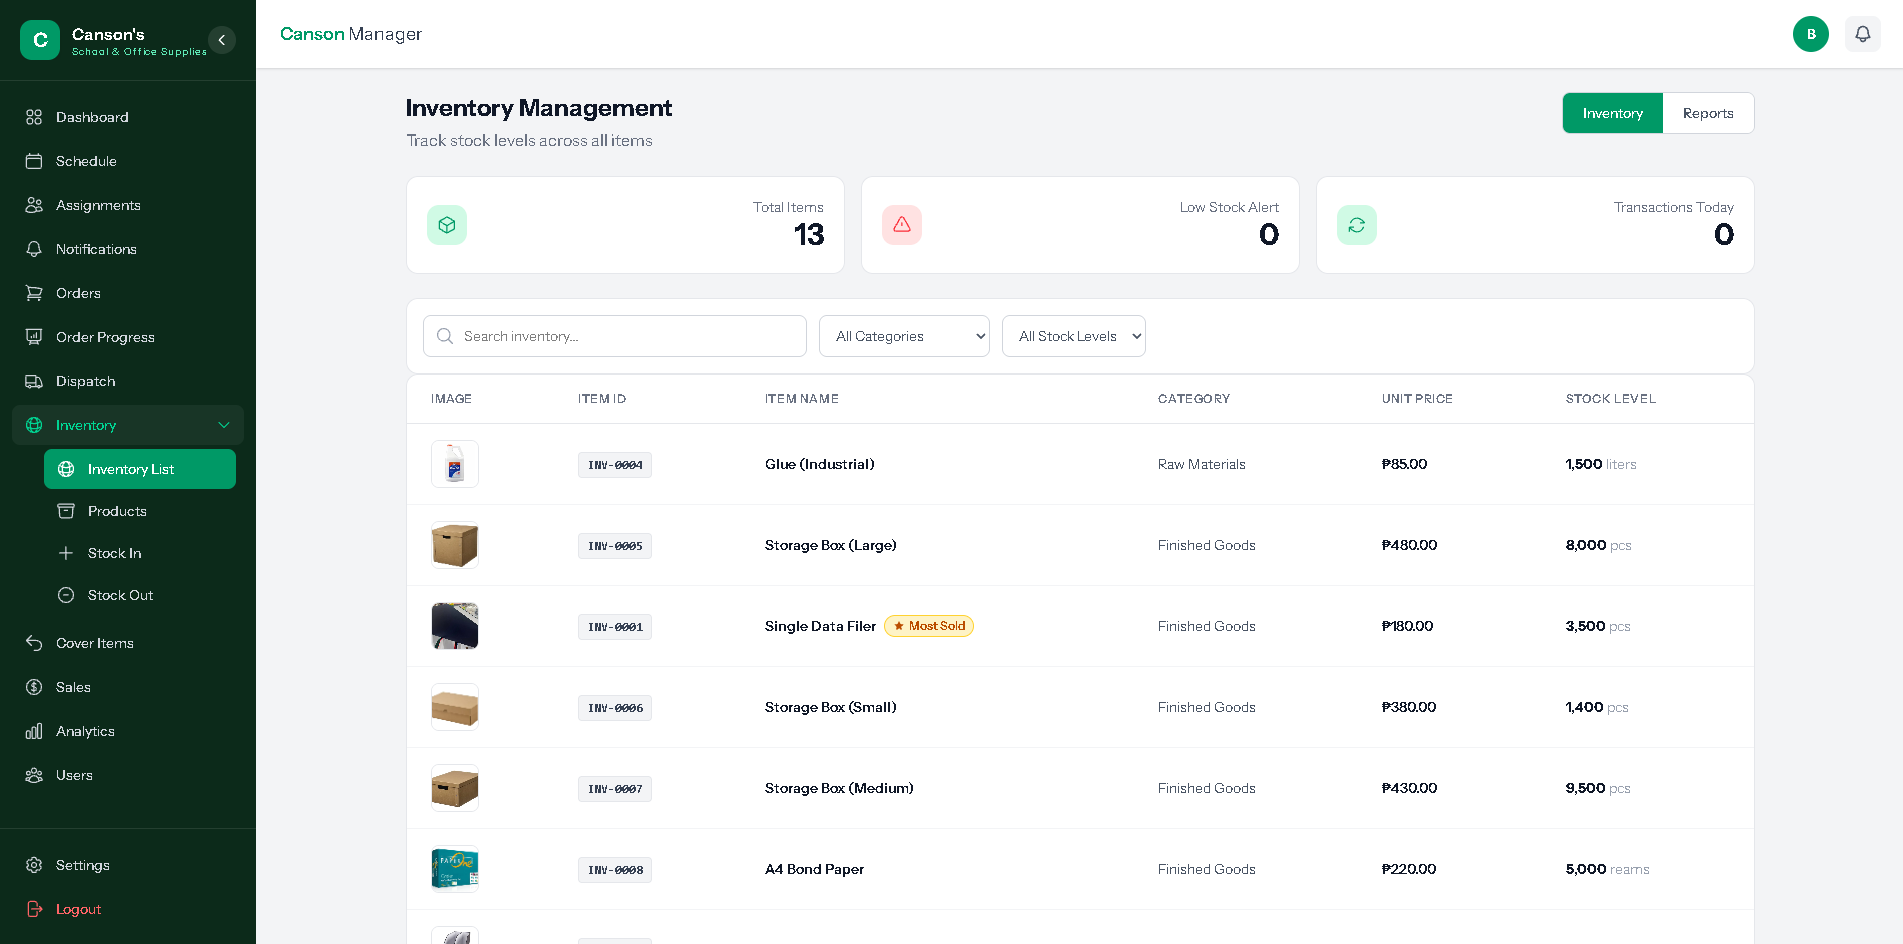 C
Canson's
School & Office Supplies
Dashboard
Schedule
Assignments
Notifications
Orders
Order Progress
Dispatch
Inventory
Inventory List
Products
Stock In
Stock Out
Cover Items
Sales
Analytics
Users
Settings
Logout
Canson Manager
B
Inventory Management
Track stock levels across all items
Inventory Reports
Total Items
13
Low Stock Alert
0
Transactions Today
0
Search inventory...
All Categories
All Stock Levels
IMAGE ITEM ID ITEM NAME CATEGORY UNIT PRICE STOCK LEVEL
INV-0004 Glue (Industrial) Raw Materials ₱85.00 1,500 liters
INV-0005 Storage Box (Large) Finished Goods ₱480.00 8,000 pcs
INV-0001 Single Data Filer ★ Most Sold Finished Goods ₱180.00 3,500 pcs
INV-0006 Storage Box (Small) Finished Goods ₱380.00 1,400 pcs
INV-0007 Storage Box (Medium) Finished Goods ₱430.00 9,500 pcs
INV-0008 A4 Bond Paper Finished Goods ₱220.00 5,000 reams